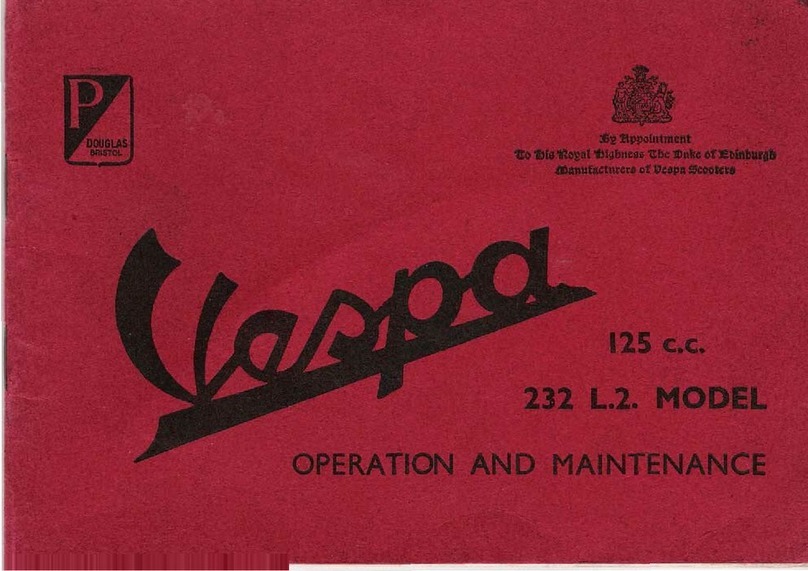 P
DOUGLAS
BRISTOL
By Appointment
To His Royal Highness The Duke of Edinburgh
Manufacturers of Vespa Scooters
Vespa
125 c.c.
232 L.2. MODEL
OPERATION AND MAINTENANCE